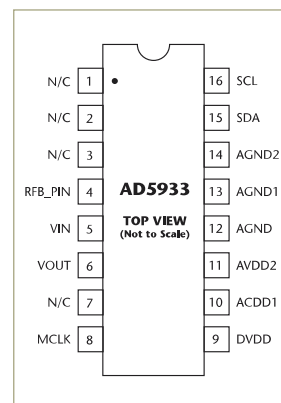 N/C 1 16 SCL
N/C 2 15 SDA
N/C 3 14 AGND2
RFB_PIN 4 AD5933 13 AGND1
TOP VIEW
(Not to Scale)
VIN 5 12 AGND
VOUT 6 11 AVDD2
N/C 7 10 ACDD1
MCLK 8 9 DVDD